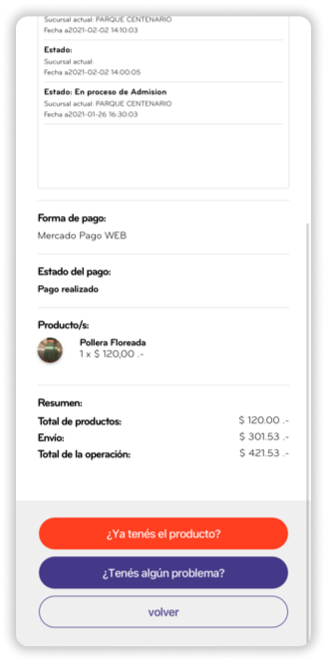 Sucursal actual: PARQUE CENTENARIO
Fecha a2021-02-02 14:10:03
Estado:
Sucursal actual:
Fecha a2021-02-02 14:00:05
Estado: En proceso de Admision
Sucursal actual: PARQUE CENTENARIO
Fecha a2021-01-26 16:30:03
Forma de pago:
Mercado Pago WEB
Estado del pago:
Pago realizado
Producto/s:
Pollera Floreada
1 x $ 120,00 .-
Resumen:
Total de productos: $ 120.00 .-
Envío: $ 301.53 .-
Total de la operación: $ 421.53 .-
¿Ya tenés el producto?
¿Tenés algún problema?
volver